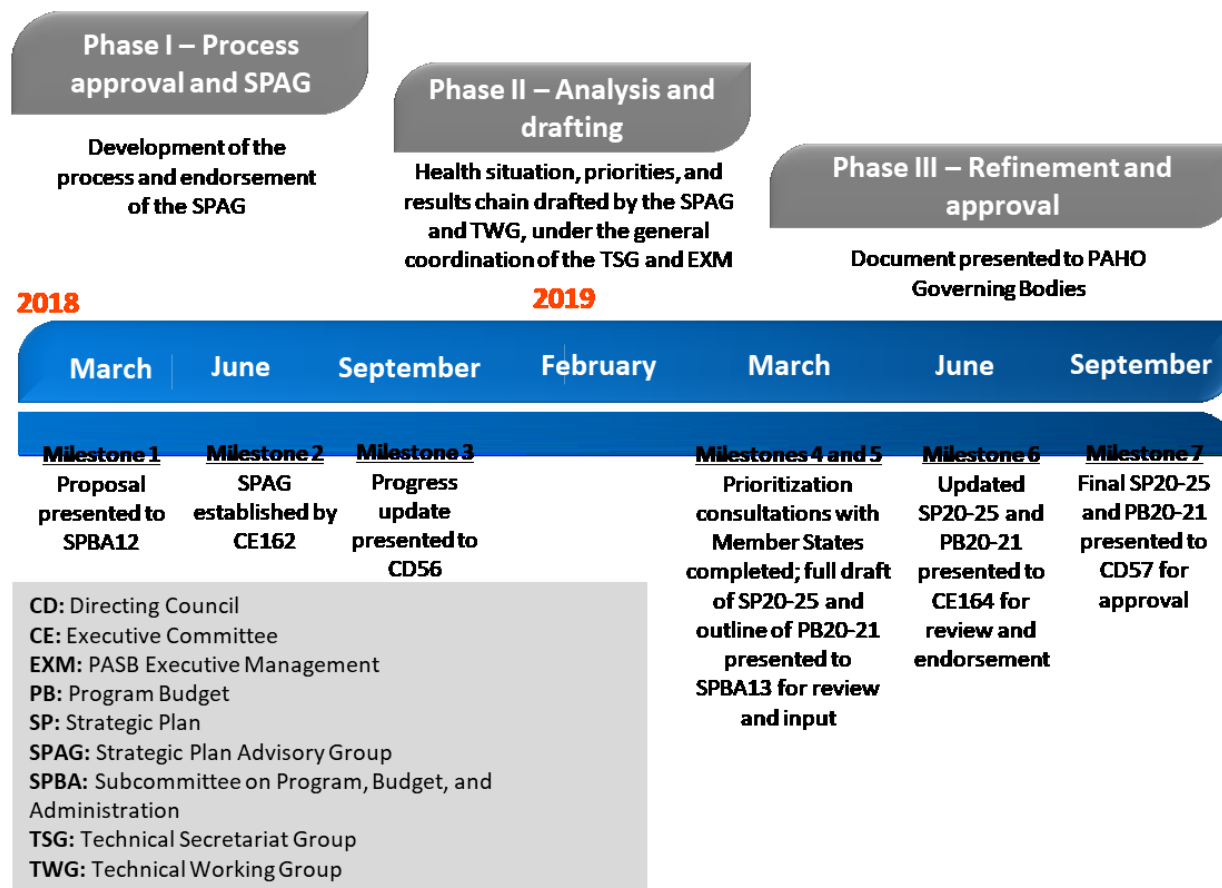 Phase I – Process
approval and SPAG
Development of the
process and endorsement
of the SPAG
Phase II – Analysis and
drafting
Health situation, priorities, and
results chain drafted by the SPAG
and TWG, under the general
coordination of the TSG and EXM
Phase III – Refinement and
approval
Document presented to PAHO
Governing Bodies
2018
2019
March
June
September
February
March
June
September
Milestone 1
Proposal
presented to
SPBA12
Milestone 2
SPAG
established by
CE162
Milestone 3
Progress
update
presented to
CD56
Milestones 4 and 5
Prioritization
consultations with
Member States
completed; full draft
of SP20-25 and
outline of PB20-21
presented to
SPBA13 for review
and input
Milestone 6
Updated
SP20-25 and
PB20-21
presented to
CE164 for
review and
endorsement
Milestone 7
Final SP20-25
and PB20-21
presented to
CD57 for
approval
CD: Directing Council
CE: Executive Committee
EXM: PASB Executive Management
PB: Program Budget
SP: Strategic Plan
SPAG: Strategic Plan Advisory Group
SPBA: Subcommittee on Program, Budget, and
Administration
TSG: Technical Secretariat Group
TWG: Technical Working Group